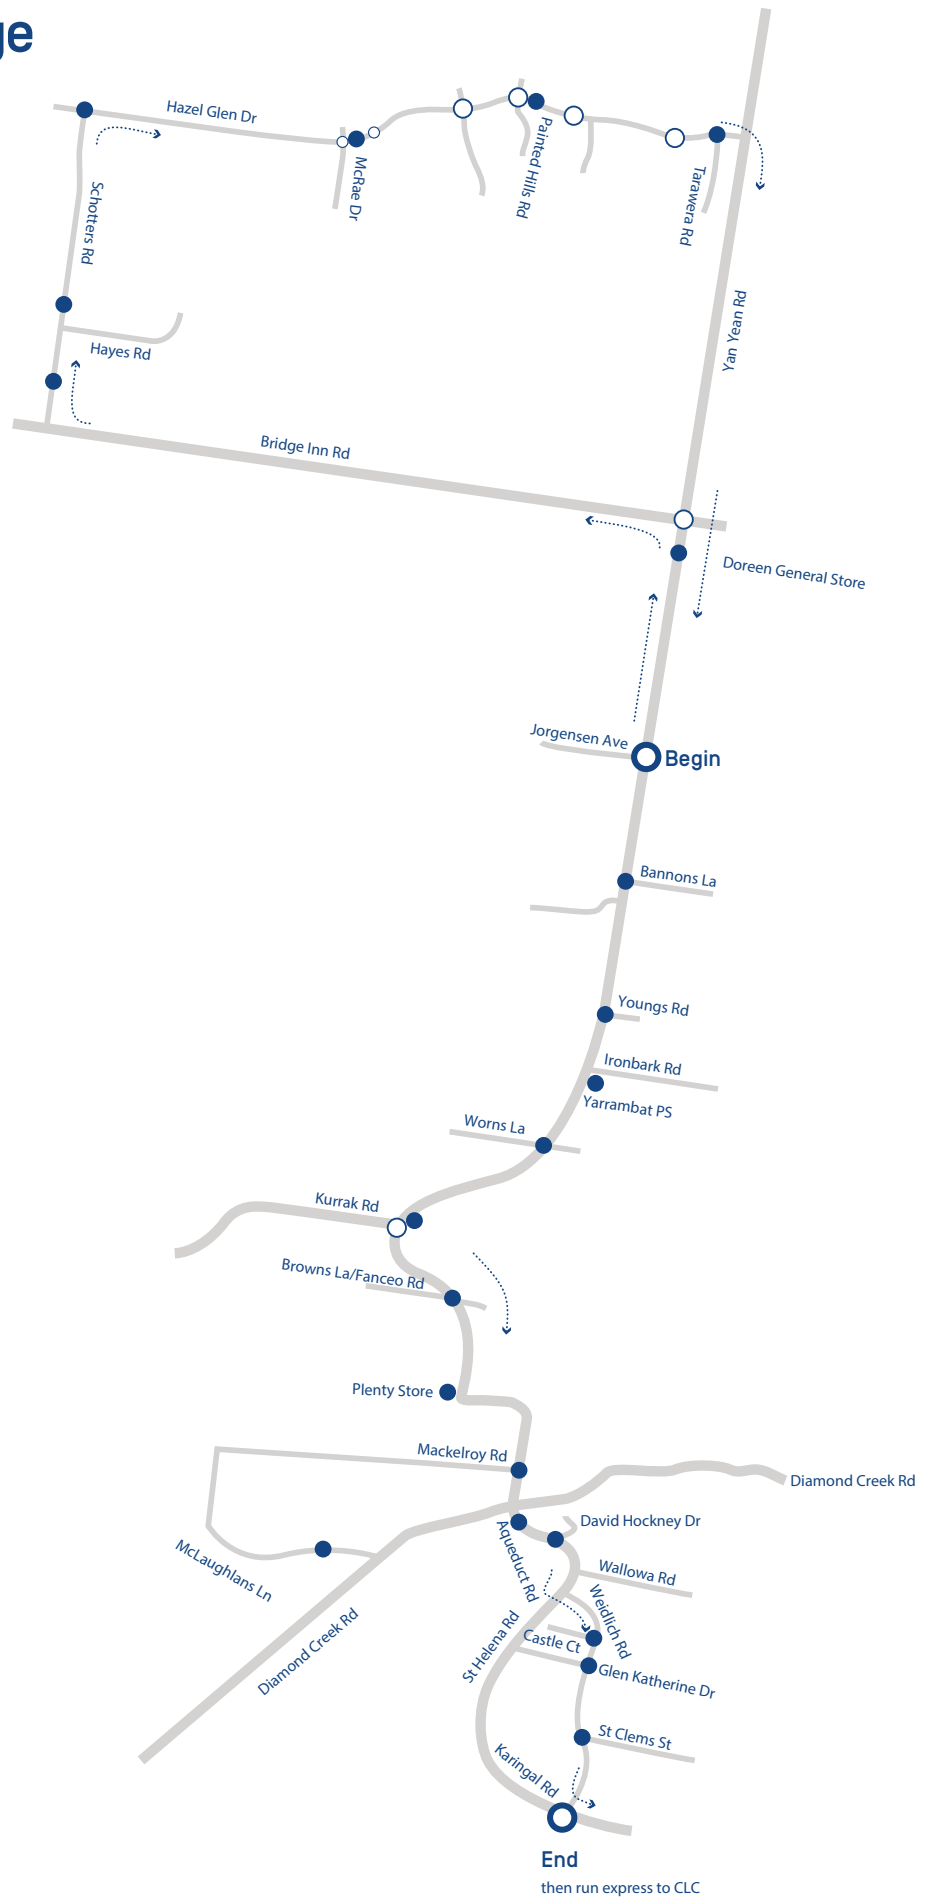 ge
Hazel Glen Dr
McRae Dr
Painted Hills Rd
Tarawera Rd
Schotters Rd
Yan Yean Rd
Hayes Rd
Bridge Inn Rd
Doreen General Store
Jorgensen Ave
Begin
Bannons La
Youngs Rd
Ironbark Rd
Yarrambat PS
Worns La
Kurrak Rd
Browns La/Fanceo Rd
Plenty Store
Mackelroy Rd
Diamond Creek Rd
David Hockney Dr
Aqueduct Rd
McLaughlans Ln
Wallowa Rd
Weidlich Rd
Diamond Creek Rd
St Helena Rd
Castle Ct
Glen Katherine Dr
St Clems St
Karingal Rd
End
then run express to CLC